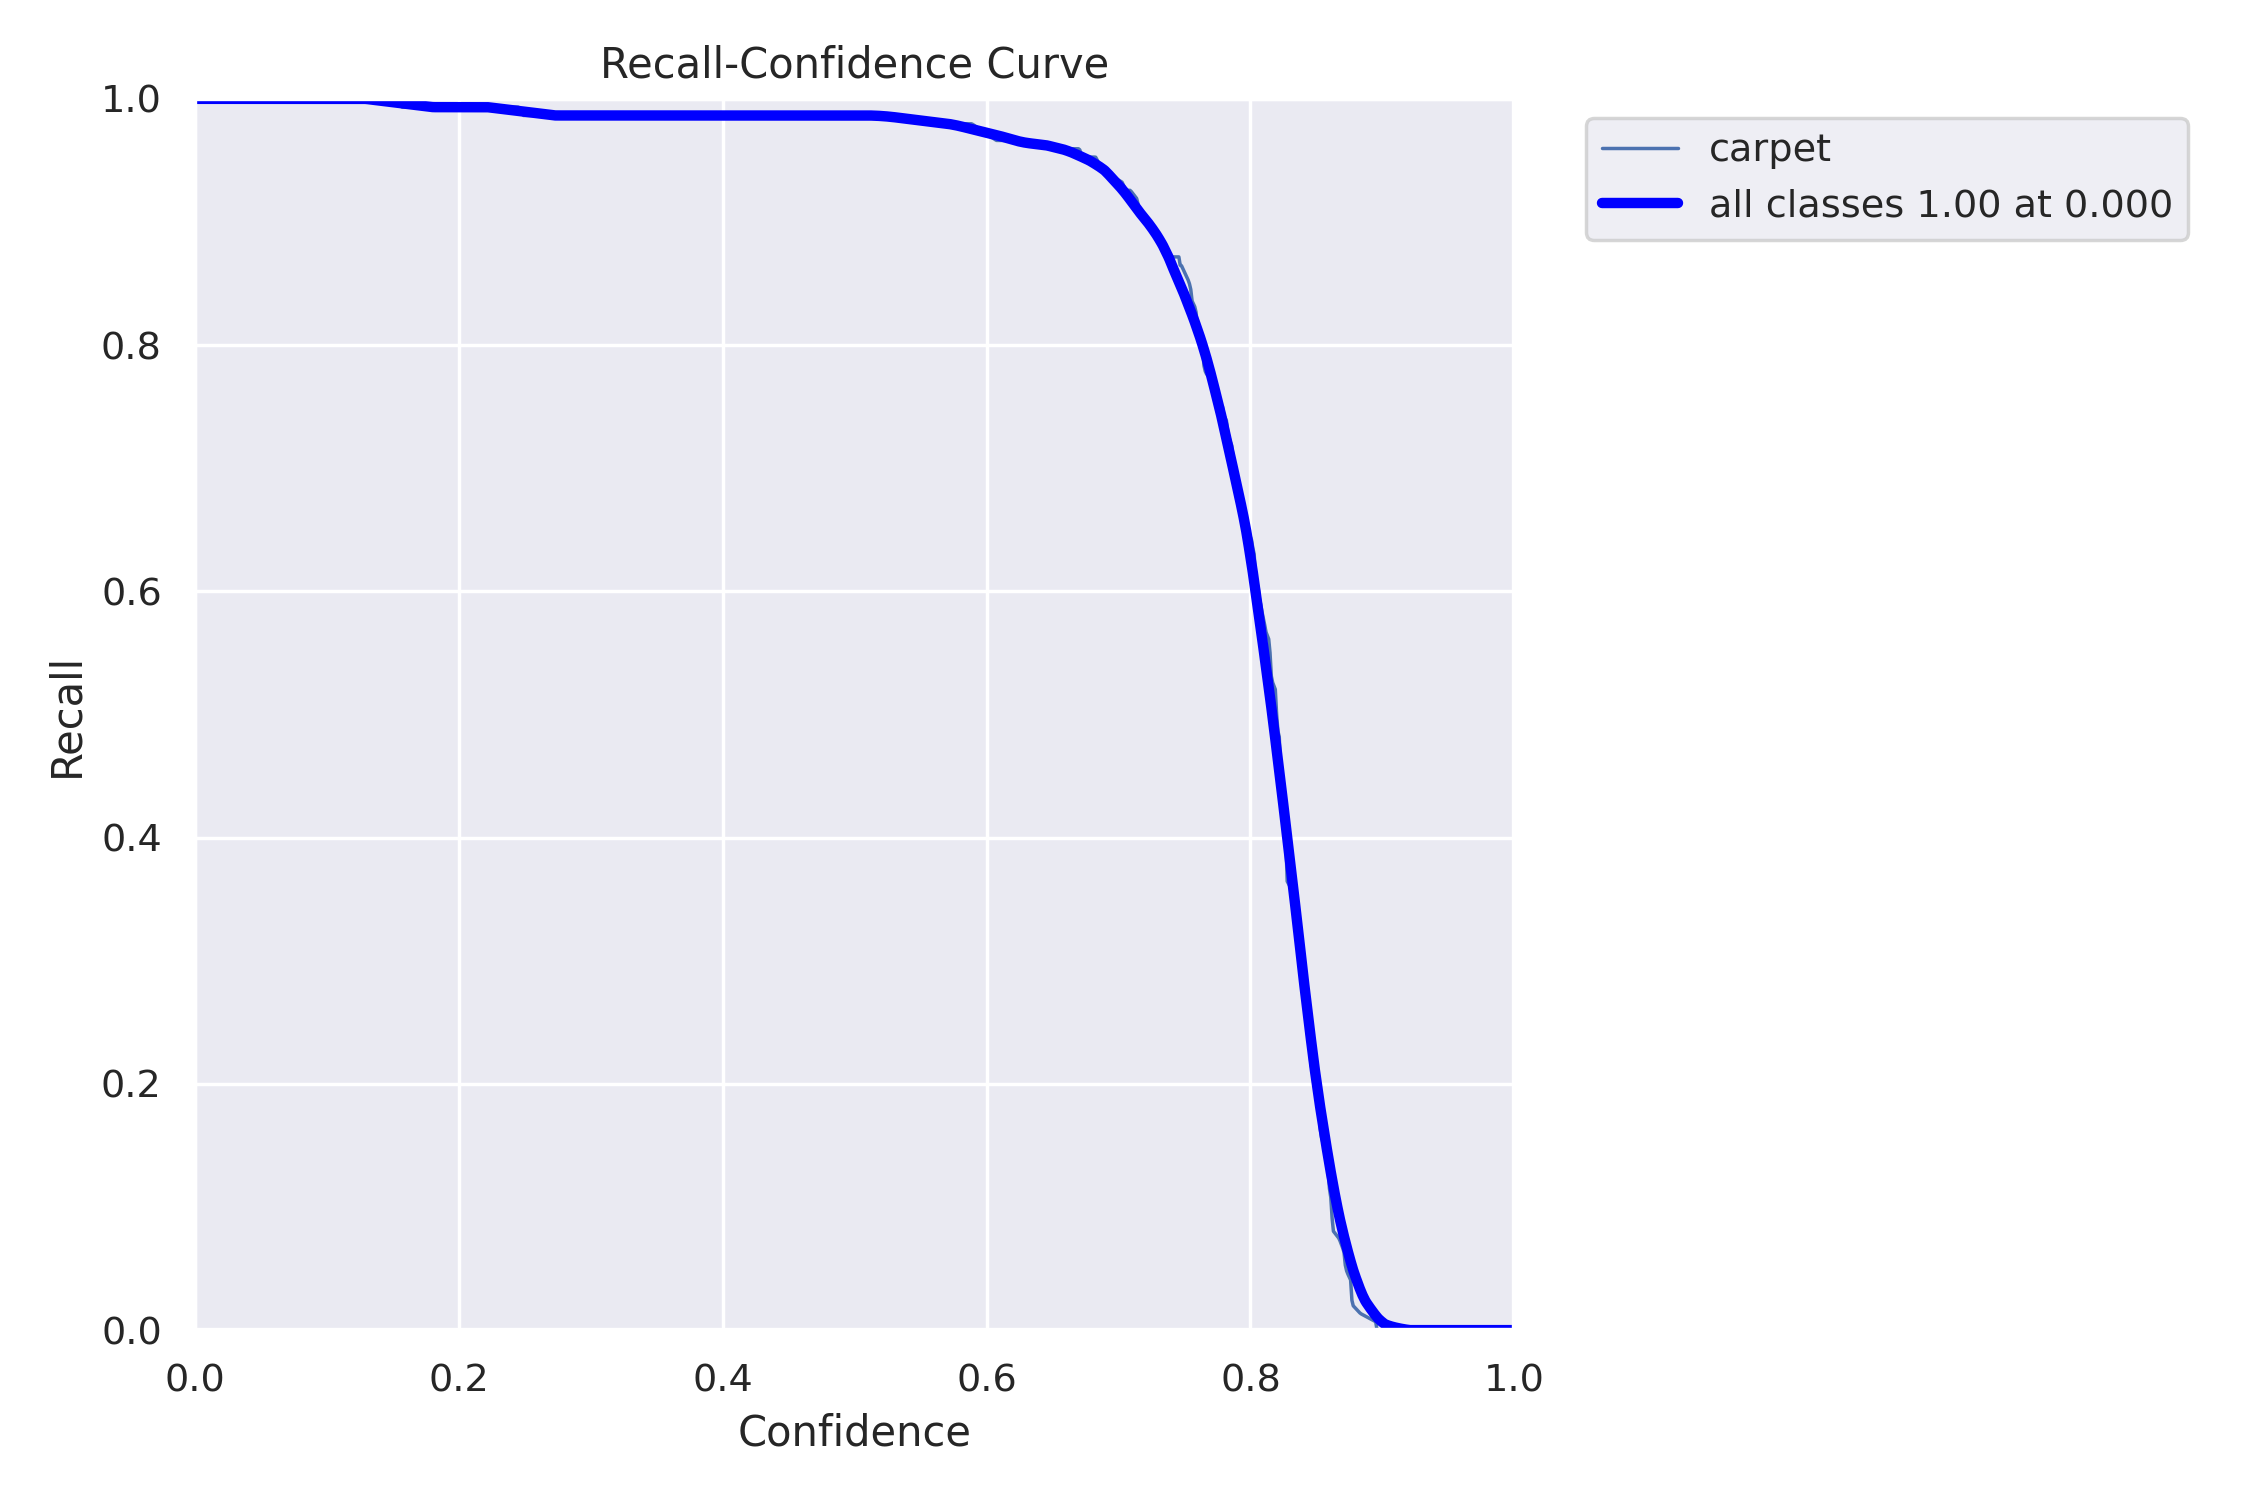 Recall-Confidence Curve
1.0
0.8
0.6
0.4
0.2
0.0
Recall
0.0 0.2 0.4 0.6 0.8 1.0
Confidence
carpet
all classes 1.00 at 0.000